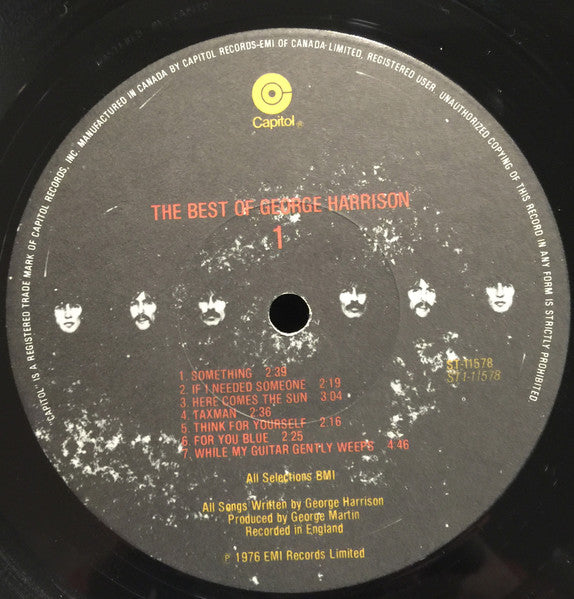 CAPITOL IS A REGISTERED TRADE MARK OF CAPITOL RECORDS, INC. MANUFACTURED IN CANADA BY CAPITOL RECORDS-EMI OF CANADA-LIMITED, REGISTERED USER. UNAUTHORIZED COPYING OF THIS RECORD IN ANY FORM IS STRICTLY PROHIBITED
Capitol®
THE BEST OF GEORGE HARRISON
1
1. SOMETHING 2:39
2. IF I NEEDED SOMEONE 2:19
3. HERE COMES THE SUN 3:04
4. TAXMAN 2:36
5. THINK FOR YOURSELF 2:16
6. FOR YOU BLUE 2:25
7. WHILE MY GUITAR GENTLY WEEPS 4:46
ST-11578
ST 1-11578
All Selections BMI
All Songs Written by George Harrison
Produced by George Martin
Recorded in England
℗ 1976 EMI Records Limited